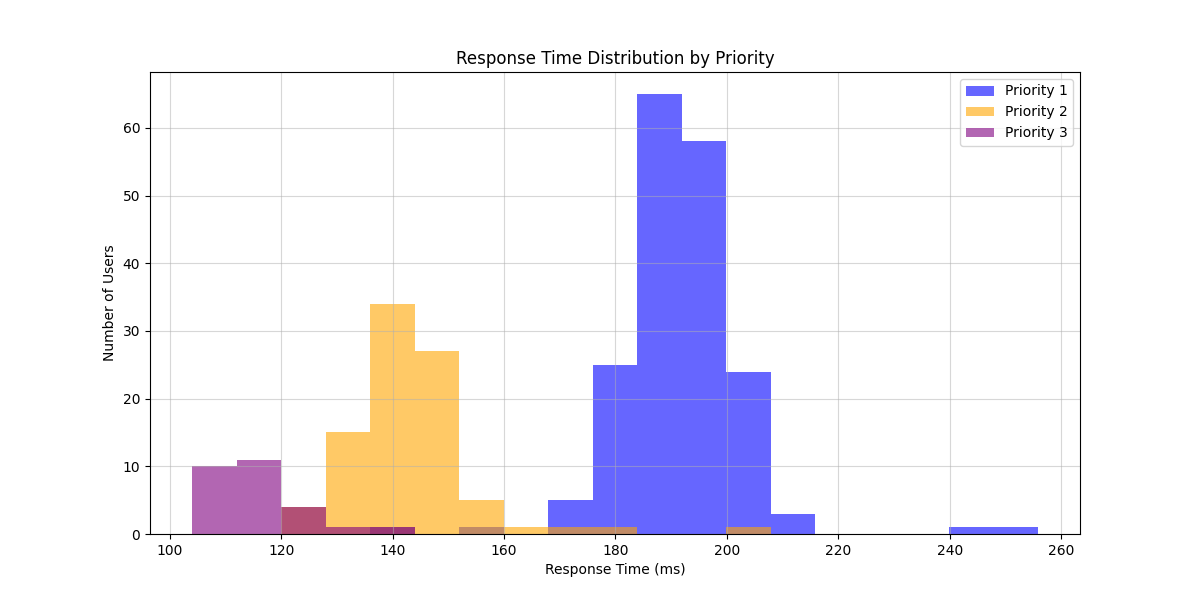 Response Time Distribution by Priority
Priority 1
Priority 2
Priority 3
Number of Users
60
50
40
30
20
10
0
100 120 140 160 180 200 220 240 260
Response Time (ms)